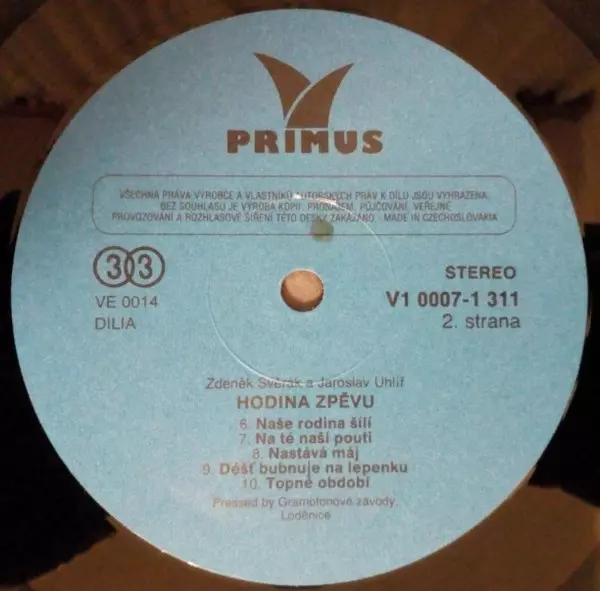 PRIMUS
VŠECHNA PRÁVA VÝROBCE A VLASTNÍKŮ AUTORSKÝCH PRÁV K DÍLU JSOU VYHRAZENA.
BEZ SOUHLASU JE VÝROBA KOPIÍ, PRONÁJEM, PŮJČOVÁNÍ, VEŘEJNÉ
PROVOZOVÁNÍ A ROZHLASOVÉ ŠÍŘENÍ TÉTO DESKY ZAKÁZÁNO. MADE IN CZECHOSLOVAKIA
33
STEREO
VE 0014
V1 0007-1 311
DILIA
2. strana
Zdeněk Svěrák a Jaroslav Uhlíř
HODINA ZPĚVU
6. Naše rodina šílí
7. Na té naší pouti
8. Nastává máj
9. Déšť bubnuje na lepenku
10. Topné období
Pressed by Gramofonové závody,
Loděnice